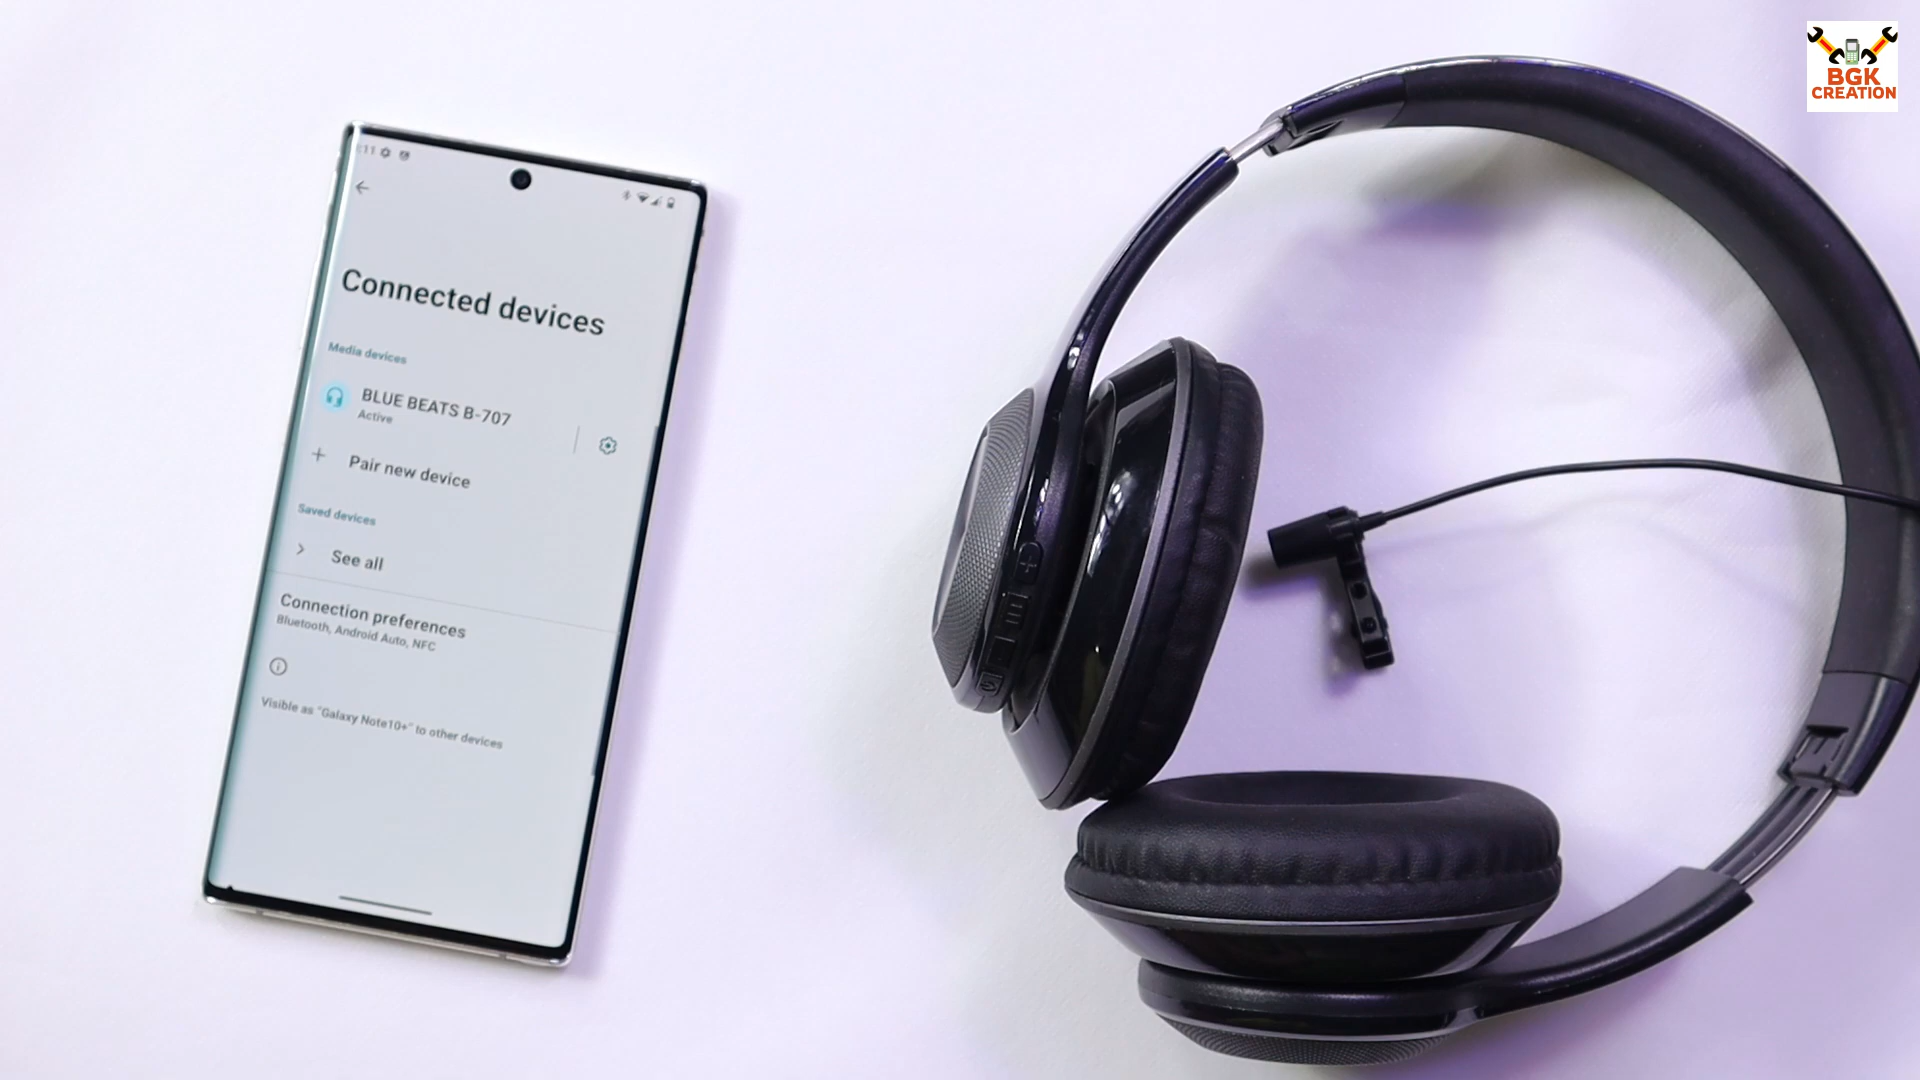 :11
Connected devices
Media devices
BLUE BEATS B-707
Active
+ Pair new device
Saved devices
See all
Connection preferences
Bluetooth, Android Auto, NFC
Visible as "Galaxy Note10+" to other devices
BGK
CREATION